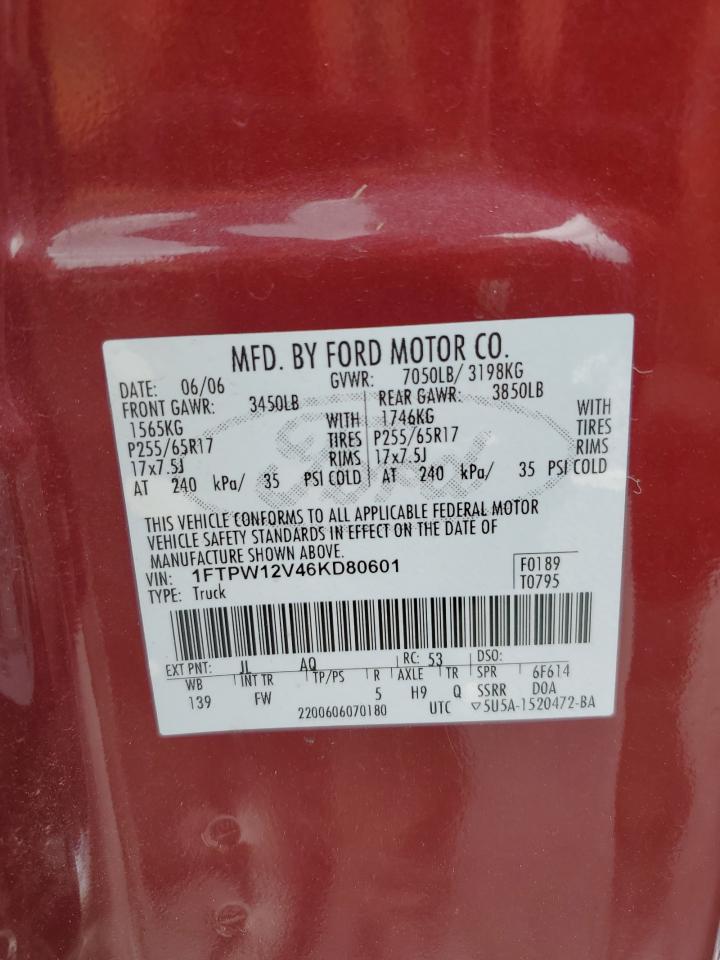 MFD. BY FORD MOTOR CO.
DATE: 06/06 GVWR: 7050LB/ 3198KG
FRONT GAWR: 3450LB REAR GAWR: 3850LB
1565KG WITH 1746KG WITH
P255/65R17 TIRES P255/65R17 TIRES
17x7.5J RIMS 17x7.5J RIMS
AT 240 kPa/ 35 PSI COLD AT 240 kPa/ 35 PSI COLD
Ford
THIS VEHICLE CONFORMS TO ALL APPLICABLE FEDERAL MOTOR
VEHICLE SAFETY STANDARDS IN EFFECT ON THE DATE OF
MANUFACTURE SHOWN ABOVE.
VIN: 1FTPW12V46KD80601 F0189
TYPE: Truck T0795
EXT PNT: JL AQ RC: 53 DSO:
WB INT TR TP/PS R AXLE TR SPR 6F614
139 FW 5 H9 Q SSRR DOA
2200606070180 UTC ▽5U5A-1520472-BA